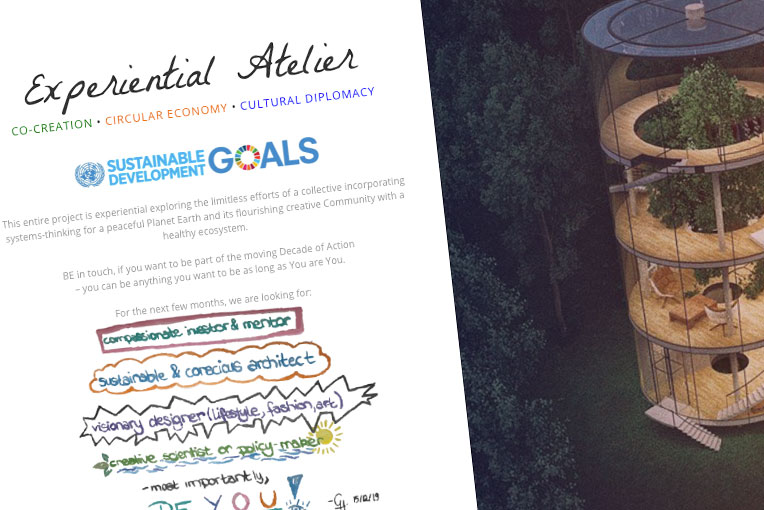 Experiential Atelier
CO-CREATION • CIRCULAR ECONOMY • CULTURAL DIPLOMACY
SUSTAINABLE
DEVELOPMENT GOALS
This entire project is experiential exploring the limitless efforts of a collective incorporating
systems-thinking for a peaceful Planet Earth and its flourishing creative Community with a
healthy ecosystem.
BE in touch, if you want to be part of the moving Decade of Action
– you can be anything you want to be as long as You are You.
For the next few months, we are looking for:
compassionate investor & mentor
sustainable & conscious architect
visionary designer (lifestyle, fashion, art)
creative scientist or policy-maker
- most importantly,
BE YOU!
15/12/19